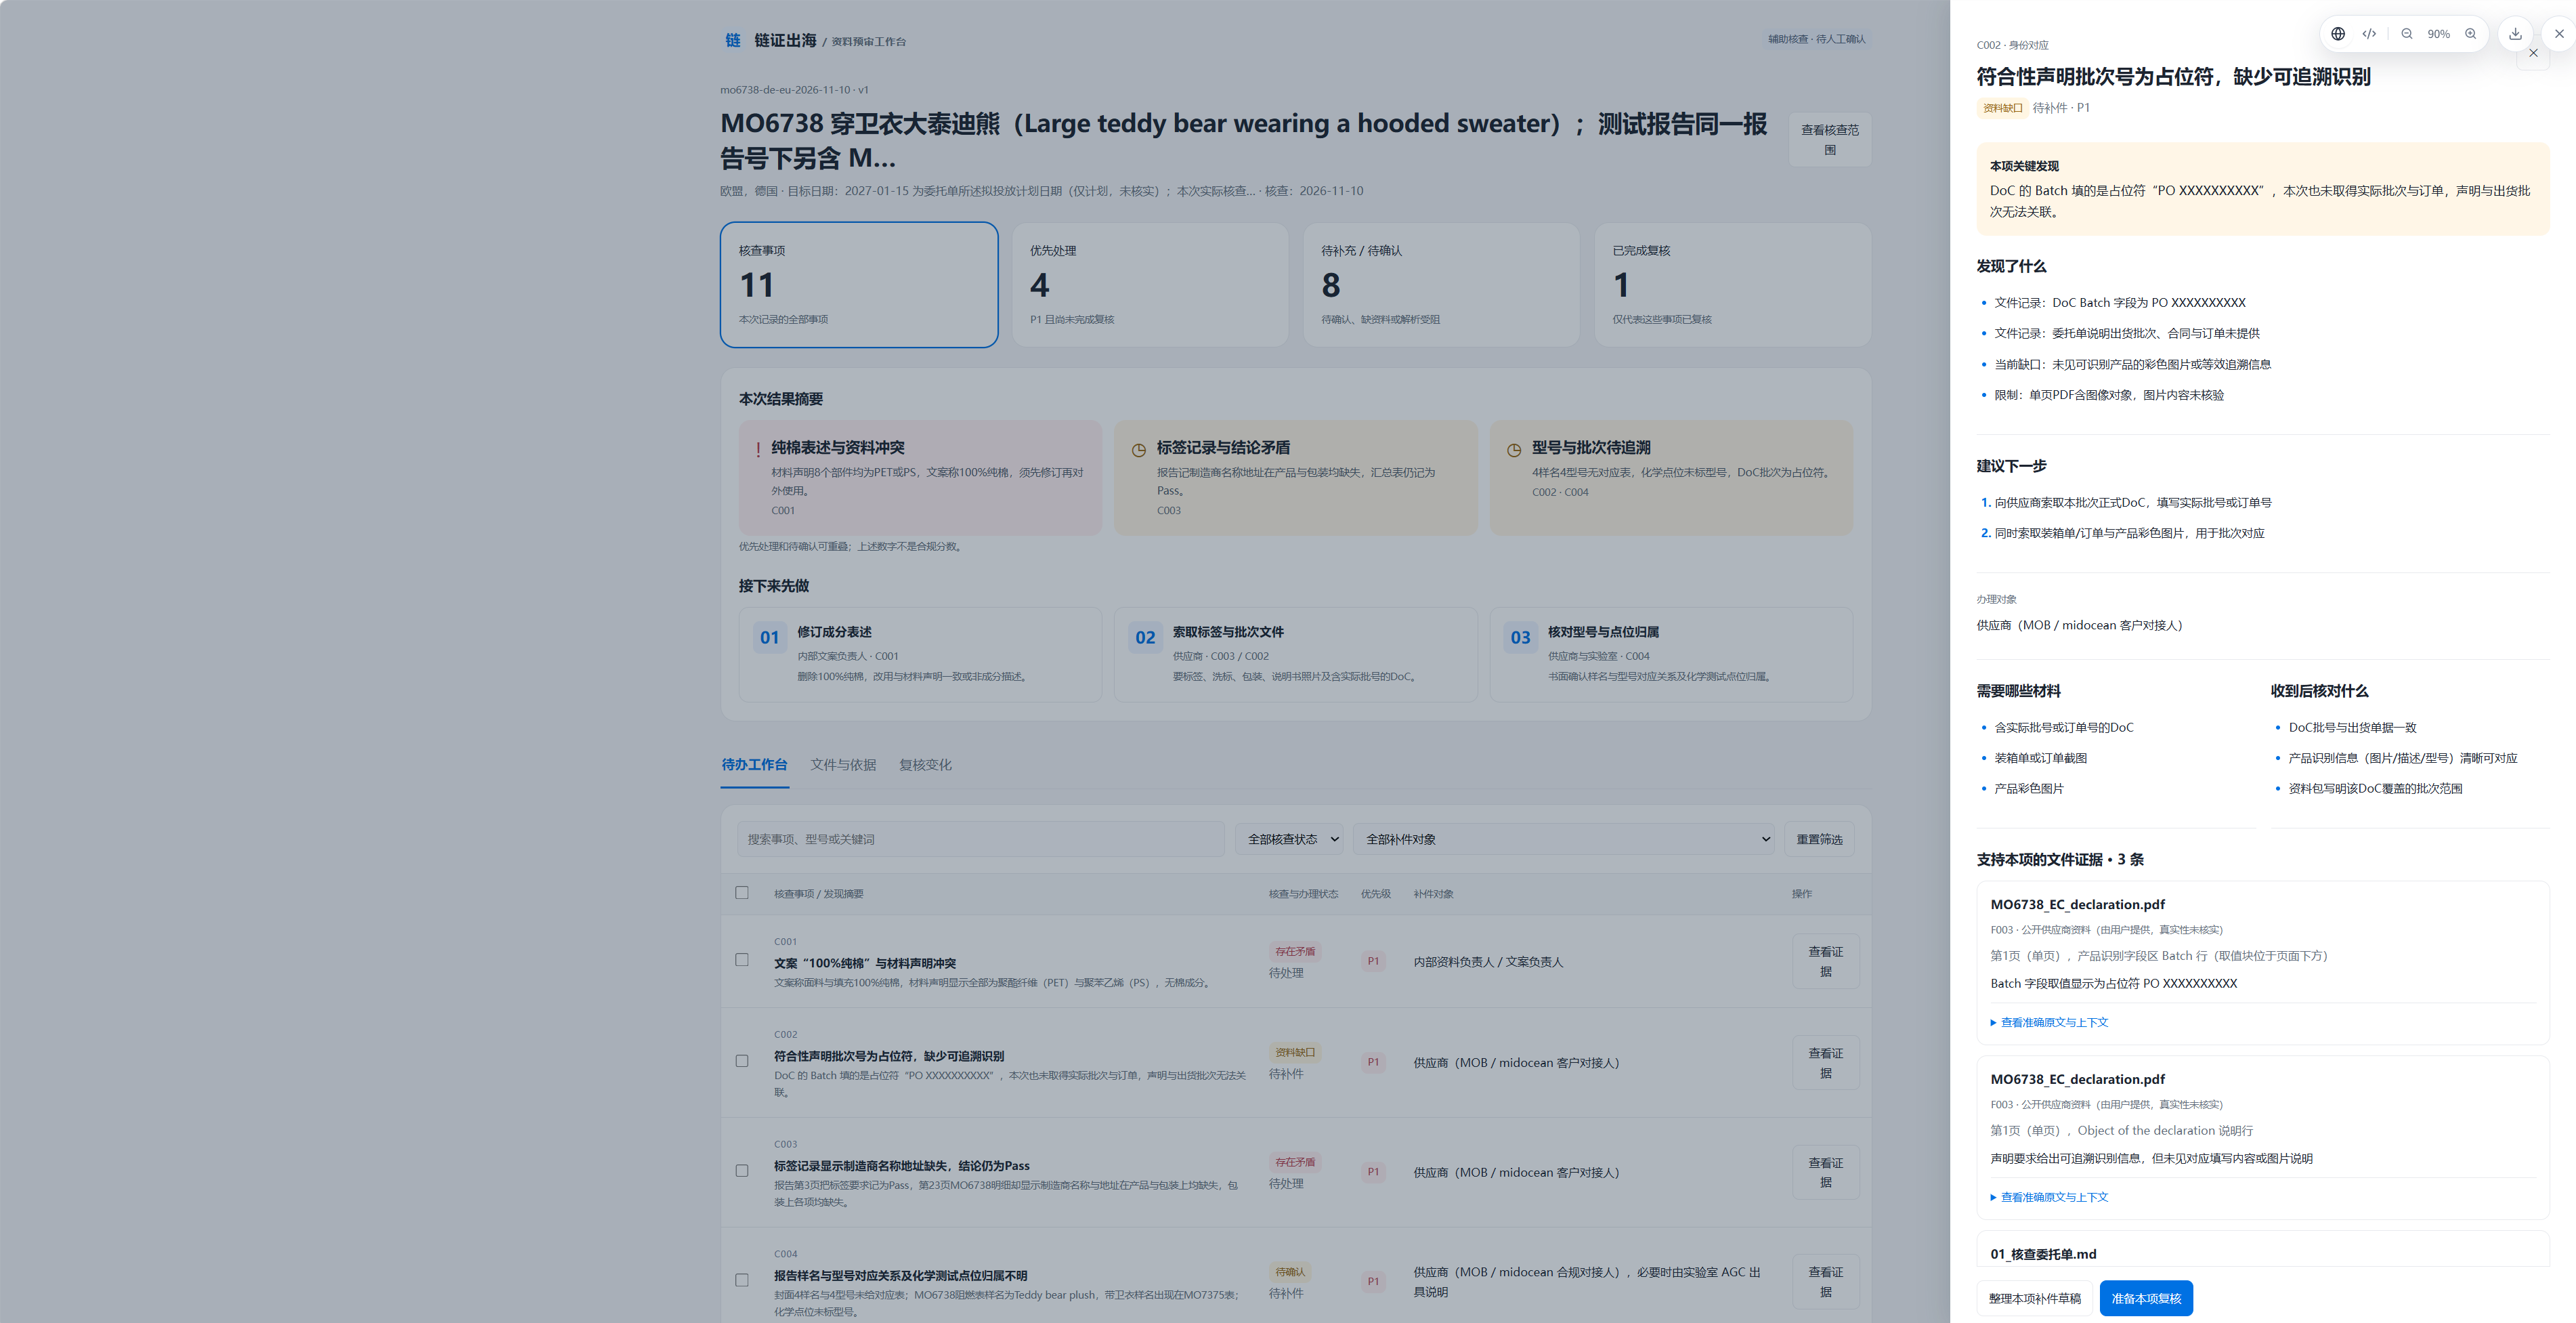 链 链证出海 / 资料预审工作台
辅助核查 · 待人工确认
mo6738-de-eu-2026-11-10 · v1
MO6738 穿卫衣大泰迪熊（Large teddy bear wearing a hooded sweater）；测试报告同一报
告号下另含 M...
查看核查范
围
欧盟，德国 · 目标日期：2027-01-15 为委托单所述拟投放计划日期（仅计划，未核实）；本次实际核查... · 核查：2026-11-10
核查事项
11
本次记录的全部事项
优先处理
4
P1 且尚未完成复核
待补充 / 待确认
8
待确认、缺资料或解析受阻
已完成复核
1
仅代表这些事项已复核
本次结果摘要
! 纯棉表述与资料冲突
材料声明8个部件均为PET或PS，文案称100%纯棉，须先修订再对
外使用。
C001
标签记录与结论矛盾
报告记制造商名称地址在产品与包装均缺失，汇总表仍记为
Pass。
C003
型号与批次待追溯
4样名4型号无对应表，化学点位未标型号，DoC批次为占位符。
C002 · C004
优先处理和待确认可重叠；上述数字不是合规分数。
接下来先做
01 修订成分表述
内部文案负责人 · C001
删除100%纯棉，改用与材料声明一致或非成分描述。
02 索取标签与批次文件
供应商 · C003 / C002
要标签、洗标、包装、说明书照片及含实际批号的DoC。
03 核对型号与点位归属
供应商与实验室 · C004
书面确认样名与型号对应关系及化学测试点位归属。
待办工作台 文件与依据 复核变化
搜索事项、型号或关键词
全部核查状态
全部补件对象
重置筛选
核查事项 / 发现摘要 核查与办理状态 优先级 补件对象 操作
C001
文案“100%纯棉”与材料声明冲突
文案称面料与填充100%纯棉，材料声明显示全部为聚酯纤维（PET）与聚苯乙烯（PS），无棉成分。
存在矛盾
待处理
P1
内部资料负责人 / 文案负责人
查看证
据
C002
符合性声明批次号为占位符，缺少可追溯识别
DoC 的 Batch 填的是占位符“PO XXXXXXXXXX”，本次也未取得实际批次与订单，声明与出货批次无法关
联。
资料缺口
待补件
P1
供应商（MOB / midocean 客户对接人）
查看证
据
C003
标签记录显示制造商名称地址缺失，结论仍为Pass
报告第3页把标签要求记为Pass，第23页MO6738明细却显示制造商名称与地址在产品与包装上均缺失，包
装上各项均缺失。
存在矛盾
待处理
P1
供应商（MOB / midocean 客户对接人）
查看证
据
C004
报告样名与型号对应关系及化学测试点位归属不明
封面4样名与4型号未给对应表；MO6738阻燃表样名为Teddy bear plush，带卫衣样名出现在MO7375表；
化学点位未标型号。
待确认
待补件
P1
供应商（MOB / midocean 合规对接人），必要时由实验室 AGC 出
具说明
查看证
据
90%
C002 · 身份对应
符合性声明批次号为占位符，缺少可追溯识别
资料缺口 待补件 · P1
本项关键发现
DoC 的 Batch 填的是占位符“PO XXXXXXXXXX”，本次也未取得实际批次与订单，声明与出货批
次无法关联。
发现了什么
文件记录：DoC Batch 字段为 PO XXXXXXXXXX
文件记录：委托单说明出货批次、合同与订单未提供
当前缺口：未见可识别产品的彩色图片或等效追溯信息
限制：单页PDF含图像对象，图片内容未核验
建议下一步
1. 向供应商索取本批次正式DoC，填写实际批号或订单号
2. 同时索取装箱单/订单与产品彩色图片，用于批次对应
办理对象
供应商（MOB / midocean 客户对接人）
需要哪些材料
含实际批号或订单号的DoC
装箱单或订单截图
产品彩色图片
收到后核对什么
DoC批号与出货单据一致
产品识别信息（图片/描述/型号）清晰可对应
资料包写明该DoC覆盖的批次范围
支持本项的文件证据 • 3 条
MO6738_EC_declaration.pdf
F003 · 公开供应商资料（由用户提供，真实性未核实）
第1页（单页），产品识别字段区 Batch 行（取值块位于页面下方）
Batch 字段取值显示为占位符 PO XXXXXXXXXX
查看准确原文与上下文
MO6738_EC_declaration.pdf
F003 · 公开供应商资料（由用户提供，真实性未核实）
第1页（单页），Object of the declaration 说明行
声明要求给出可追溯识别信息，但未见对应填写内容或图片说明
查看准确原文与上下文
01_核查委托单.md
整理本项补件草稿
准备本项复核